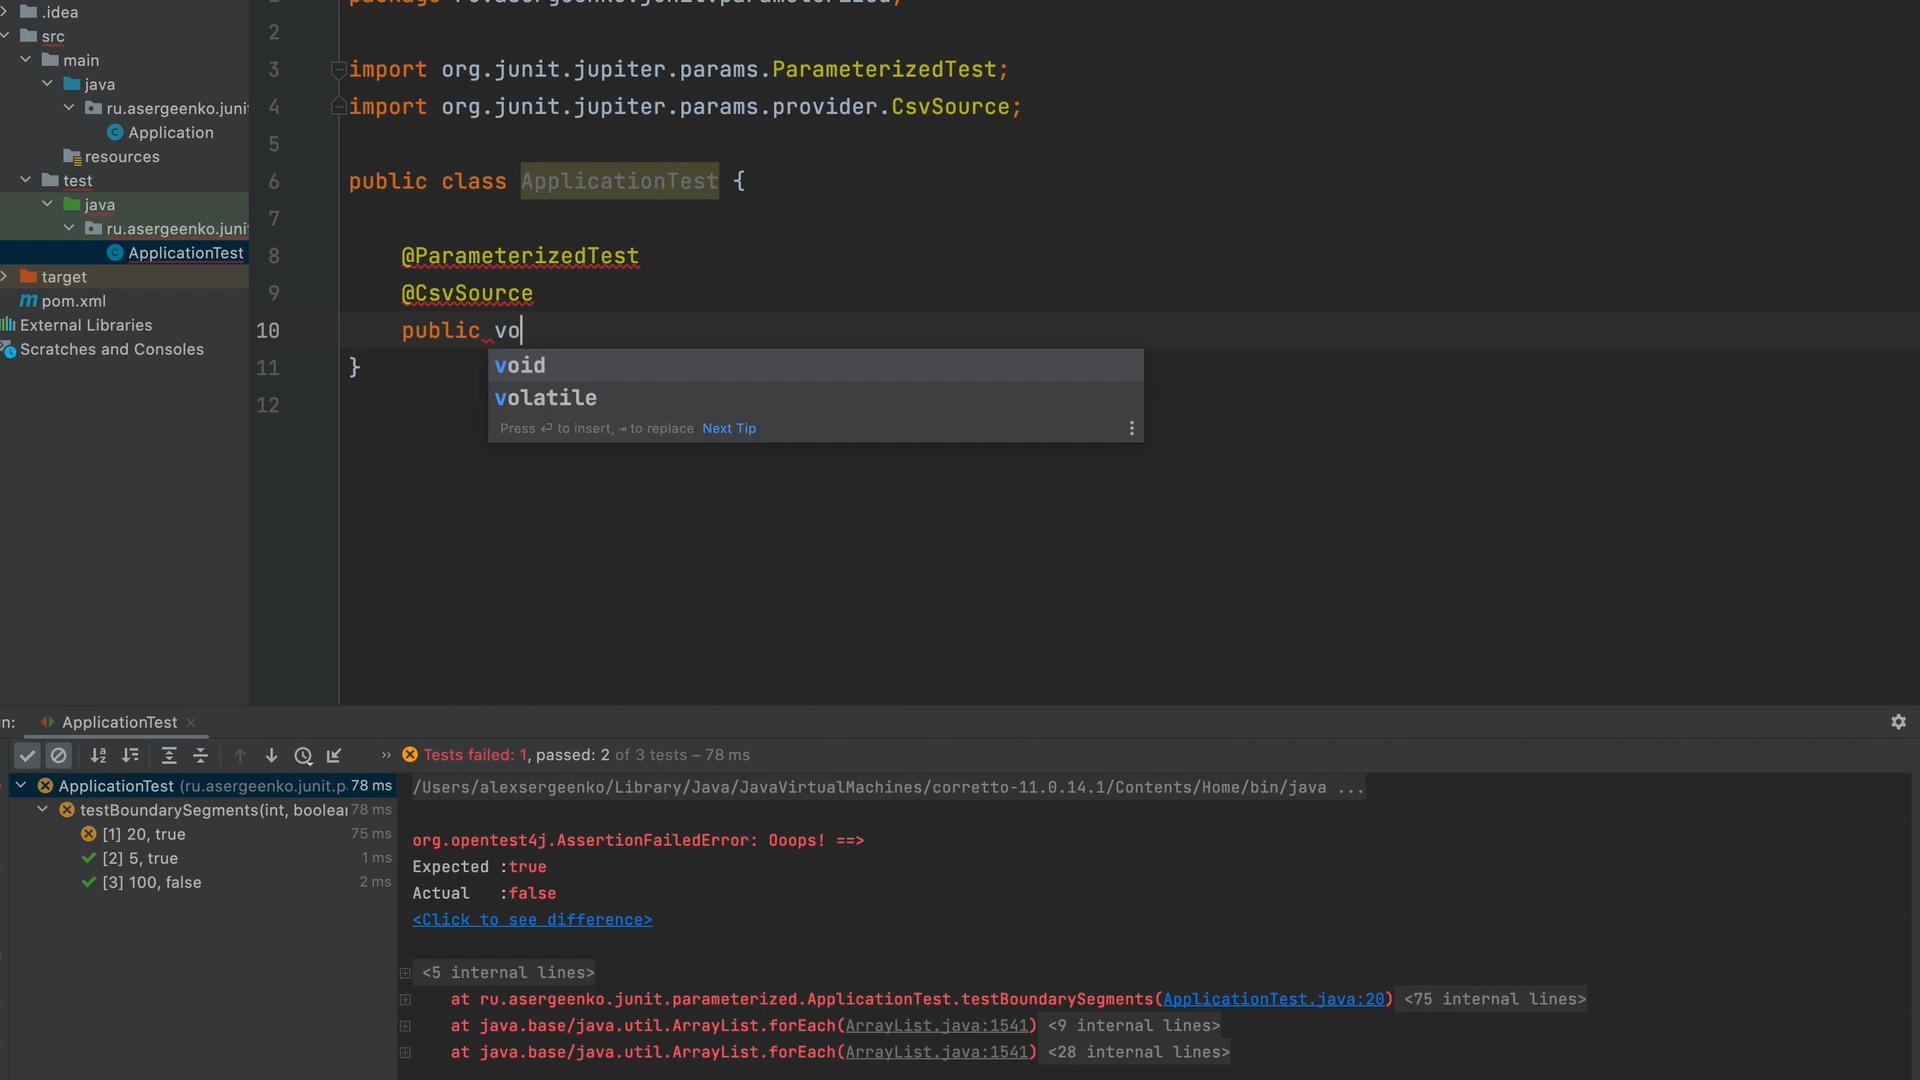 .idea
src
main
java
ru.asergeenko.juni
Application
resources
test
java
ru.asergeenko.juni
ApplicationTest
target
pom.xml
External Libraries
Scratches and Consoles
2
3 import org.junit.jupiter.params.ParameterizedTest;
4 import org.junit.jupiter.params.provider.CsvSource;
5
6 public class ApplicationTest {
7
8 @ParameterizedTest
9 @CsvSource
10 public vo
11 }
12
void
volatile
Press ⏎ to insert, ⇥ to replace Next Tip
n: ApplicationTest
Tests failed: 1, passed: 2 of 3 tests – 78 ms
ApplicationTest (ru.asergeenko.junit.p 78 ms
testBoundarySegments(int, boolear 78 ms
[1] 20, true 75 ms
[2] 5, true 1 ms
[3] 100, false 2 ms
/Users/alexsergeenko/Library/Java/JavaVirtualMachines/corretto-11.0.14.1/Contents/Home/bin/java ...
org.opentest4j.AssertionFailedError: Ooops! ==>
Expected :true
Actual :false
<Click to see difference>
<5 internal lines>
at ru.asergeenko.junit.parameterized.ApplicationTest.testBoundarySegments(ApplicationTest.java:20) <75 internal lines>
at java.base/java.util.ArrayList.forEach(ArrayList.java:1541) <9 internal lines>
at java.base/java.util.ArrayList.forEach(ArrayList.java:1541) <28 internal lines>